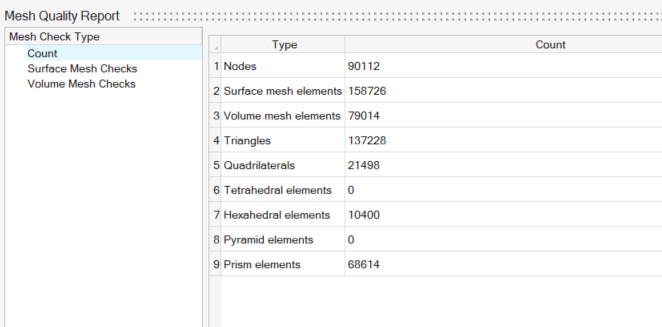 Mesh Quality Report
Mesh Check Type
Count
Surface Mesh Checks
Volume Mesh Checks
Type Count
1 Nodes 90112
2 Surface mesh elements 158726
3 Volume mesh elements 79014
4 Triangles 137228
5 Quadrilaterals 21498
6 Tetrahedral elements 0
7 Hexahedral elements 10400
8 Pyramid elements 0
9 Prism elements 68614